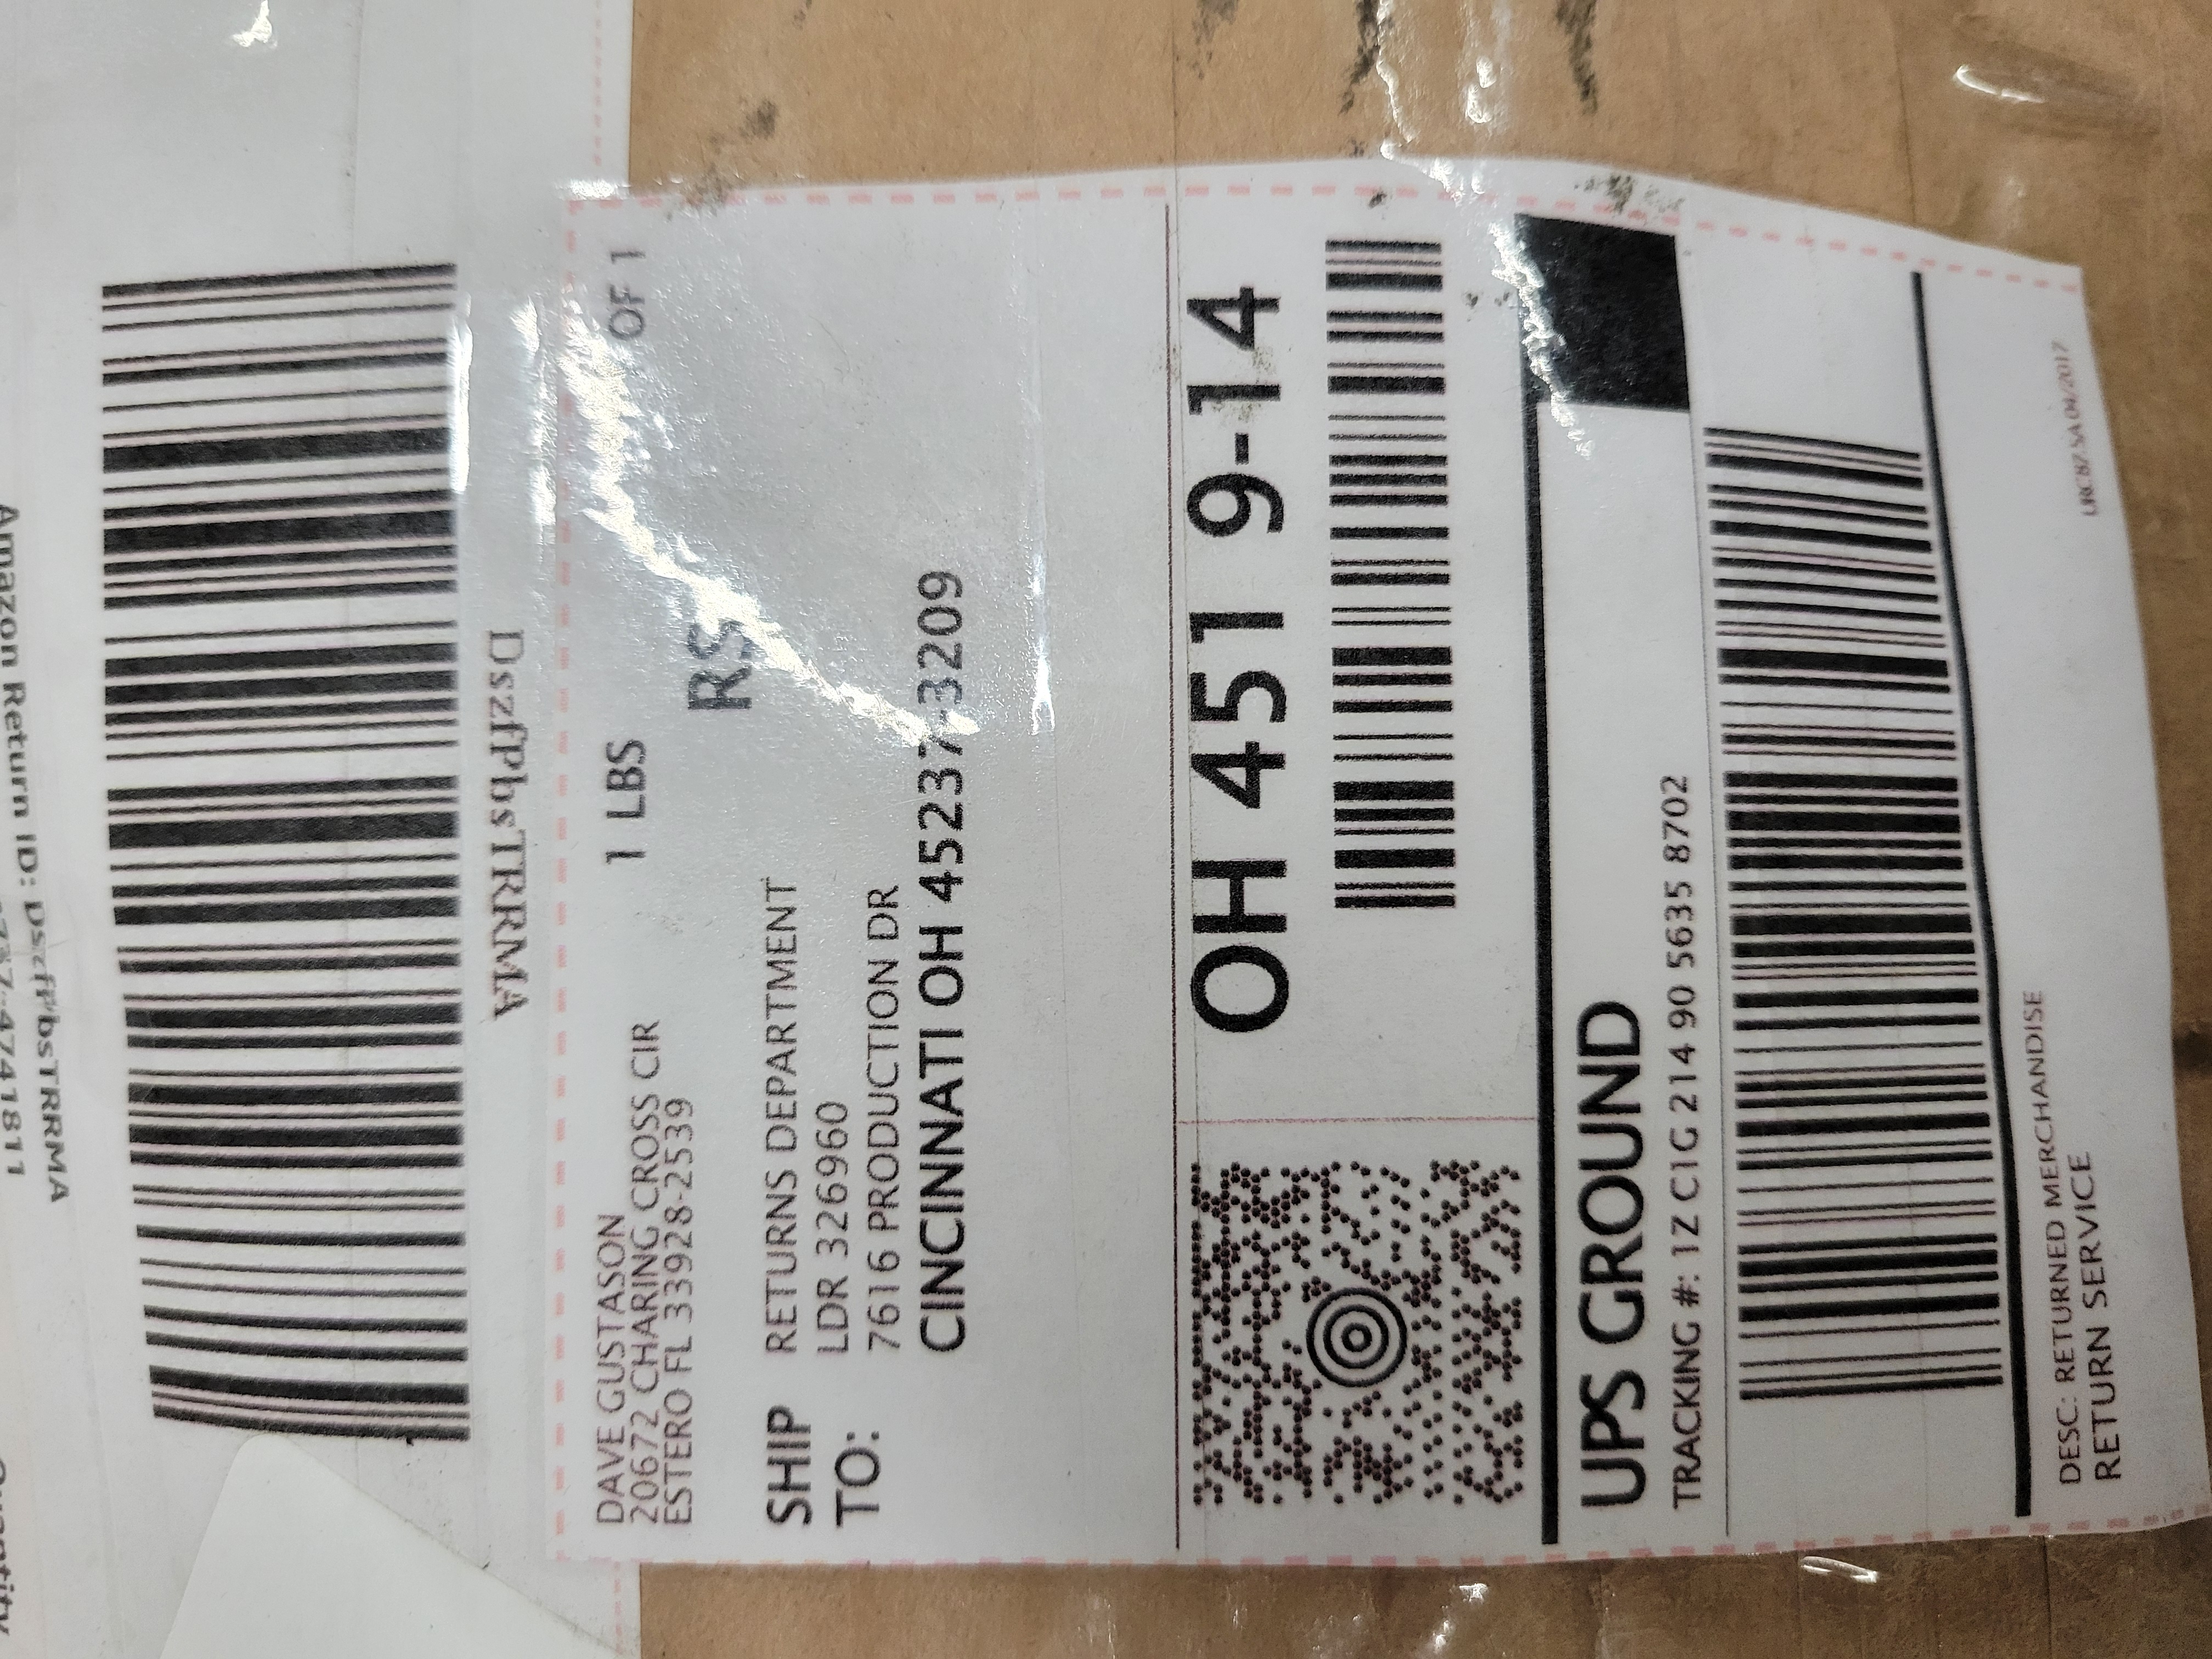 Amazon Return ID: DszfPbsTRRMA
DszfPbsTRRMA
DAVE GUSTASON
20672 CHARING CROSS CIR
ESTERO FL 33928-2539
1 LBS
OF 1
RS
SHIP
TO:
RETURNS DEPARTMENT
LDR 326960
7616 PRODUCTION DR
CINCINNATI OH 45237-3209
OH 451 9-14
UPS GROUND
TRACKING #: 1Z C1G 214 90 5635 8702
DESC: RETURNED MERCHANDISE
RETURN SERVICE